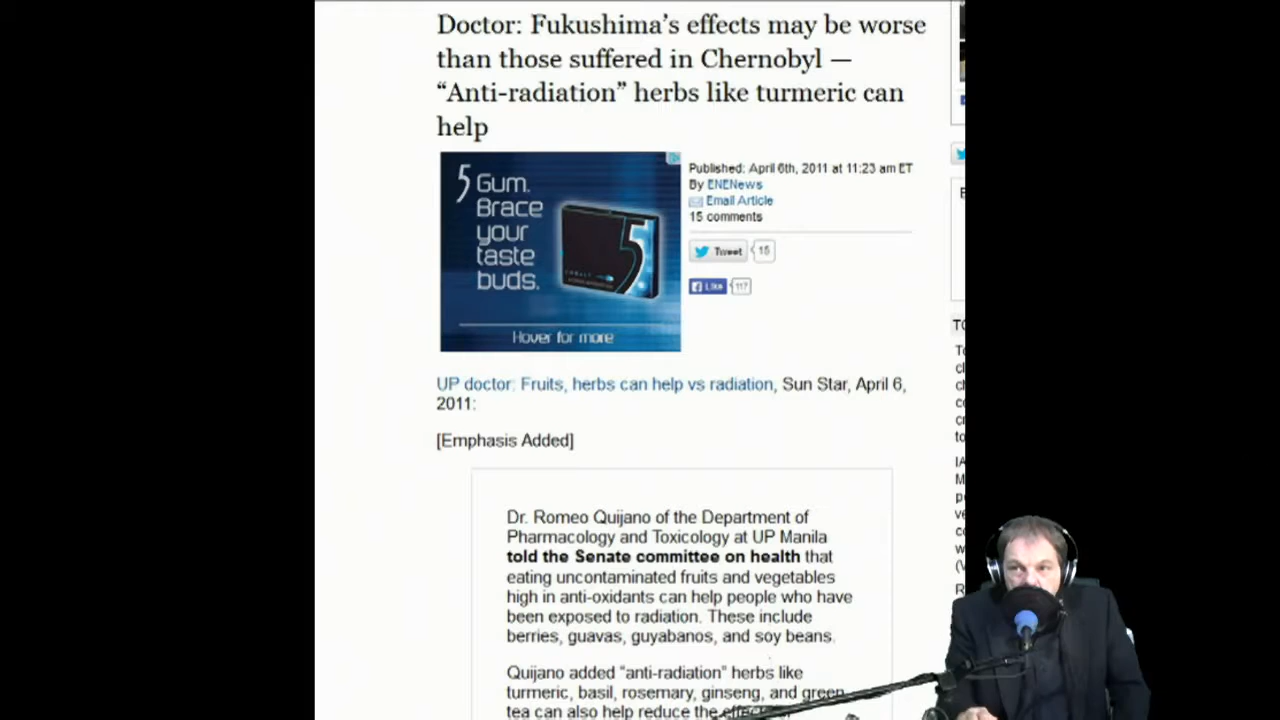 Doctor: Fukushima's effects may be worse
than those suffered in Chernobyl —
“Anti-radiation” herbs like turmeric can
help
5 Gum.
Brace
your
taste
buds.
5
COBALT
Hover for more
Published: April 6th, 2011 at 11:23 am ET
By ENENews
Email Article
15 comments
Tweet 15
Like 117
UP doctor: Fruits, herbs can help vs radiation, Sun Star, April 6,
2011:
[Emphasis Added]
Dr. Romeo Quijano of the Department of
Pharmacology and Toxicology at UP Manila
told the Senate committee on health that
eating uncontaminated fruits and vegetables
high in anti-oxidants can help people who have
been exposed to radiation. These include
berries, guavas, guyabanos, and soy beans.
Quijano added “anti-radiation” herbs like
turmeric, basil, rosemary, ginseng, and green
tea can also help reduce the effects of